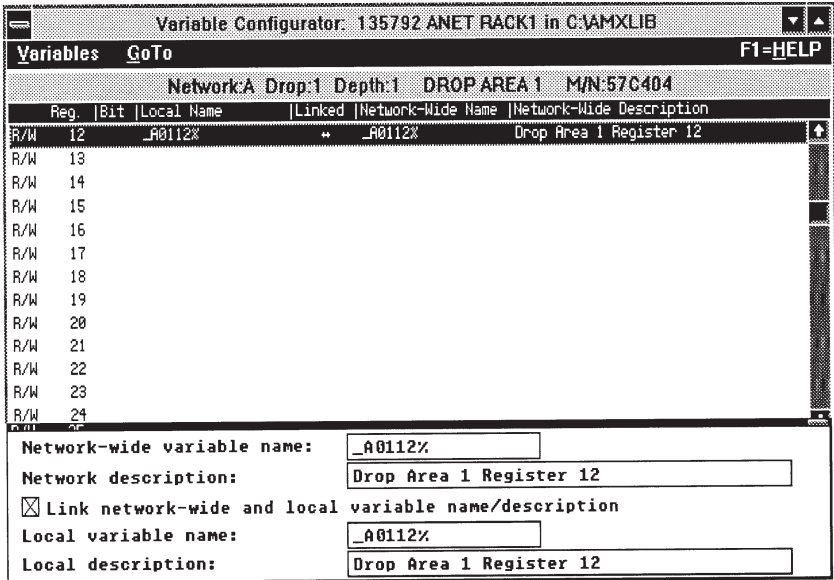 Variable Configurator: 135792 ANET RACK1 in C:\AMXLIB
Variables GoTo F1=HELP
Network:A Drop:1 Depth:1 DROP AREA 1 M/N:57C404
Reg. |Bit |Local Name |Linked |Network-Wide Name |Network-Wide Description
R/W 12 _A0112% ↔ _A0112% Drop Area 1 Register 12
R/W 13
R/W 14
R/W 15
R/W 16
R/W 17
R/W 18
R/W 19
R/W 20
R/W 21
R/W 22
R/W 23
R/W 24
R/W 25
Network-wide variable name: _A0112%
Network description: Drop Area 1 Register 12
Link network-wide and local variable name/description
Local variable name: _A0112%
Local description: Drop Area 1 Register 12